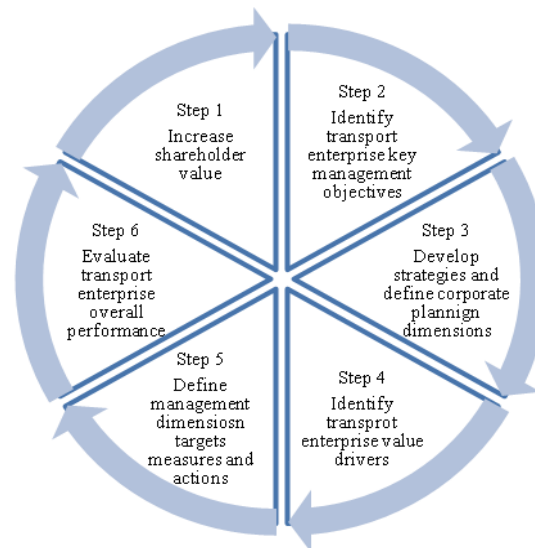 Step 1
Increase
shareholder
value
Step 2
Identify
transport
enterprise key
management
objectives
Step 3
Develop
strategies and
define corporate
plannign
dimensions
Step 4
Identify
transprot
enterprise value
drivers
Step 5
Define
management
dimensiosn
targets
measures and
actions
Step 6
Evaluate
transport
enterprise
overall
performance